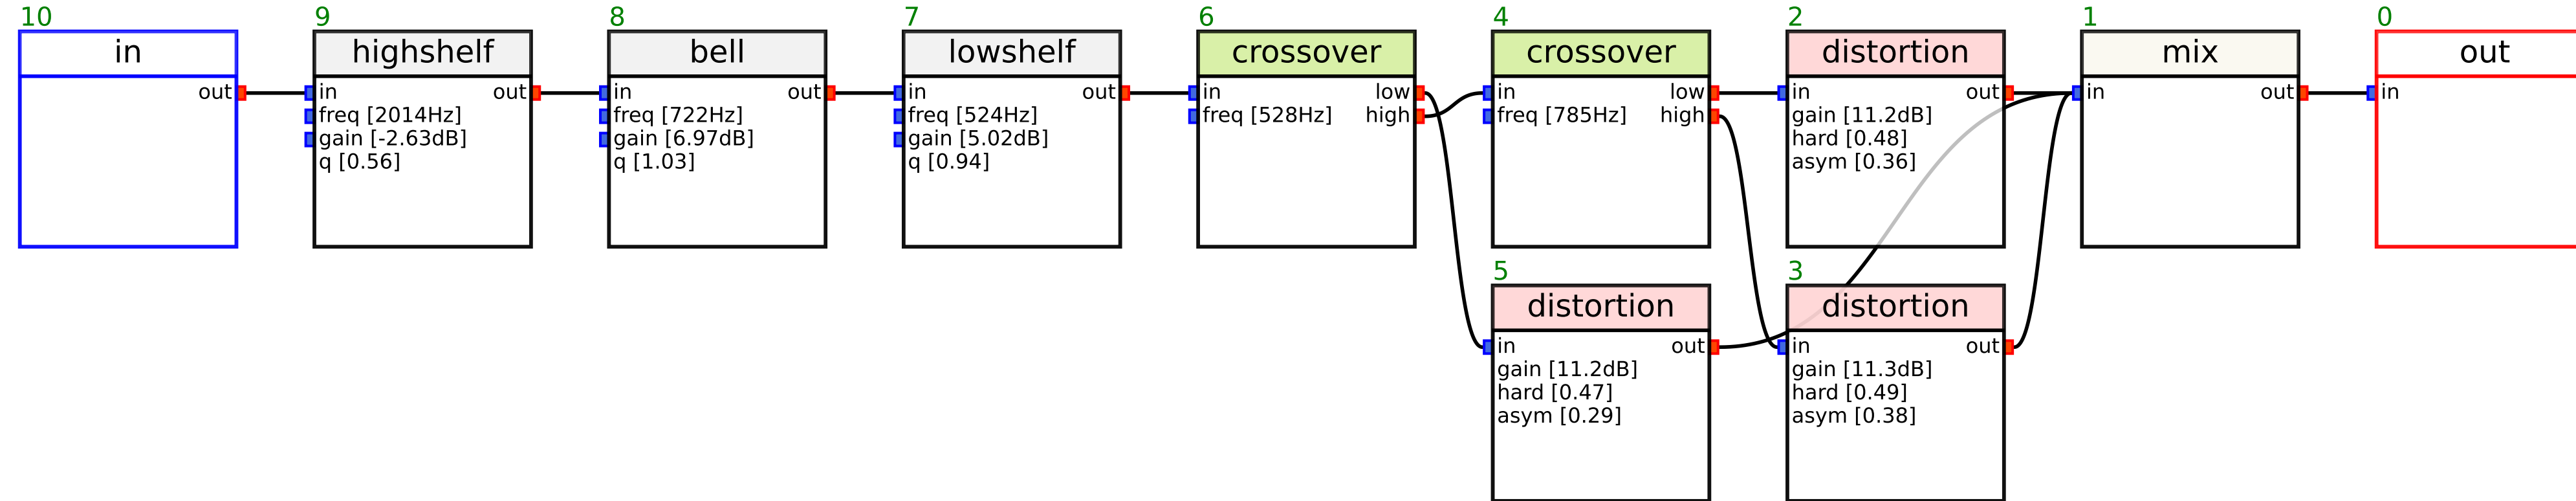 10
in
out
9
highshelf
in out
freq [2014Hz]
gain [-2.63dB]
q [0.56]
8
bell
in out
freq [722Hz]
gain [6.97dB]
q [1.03]
7
lowshelf
in out
freq [524Hz]
gain [5.02dB]
q [0.94]
6
crossover
in low
freq [528Hz] high
4
crossover
in low
freq [785Hz] high
2
distortion
in out
gain [11.2dB]
hard [0.48]
asym [0.36]
1
mix
in out
0
out
in
5
distortion
in out
gain [11.2dB]
hard [0.47]
asym [0.29]
3
distortion
in out
gain [11.3dB]
hard [0.49]
asym [0.38]